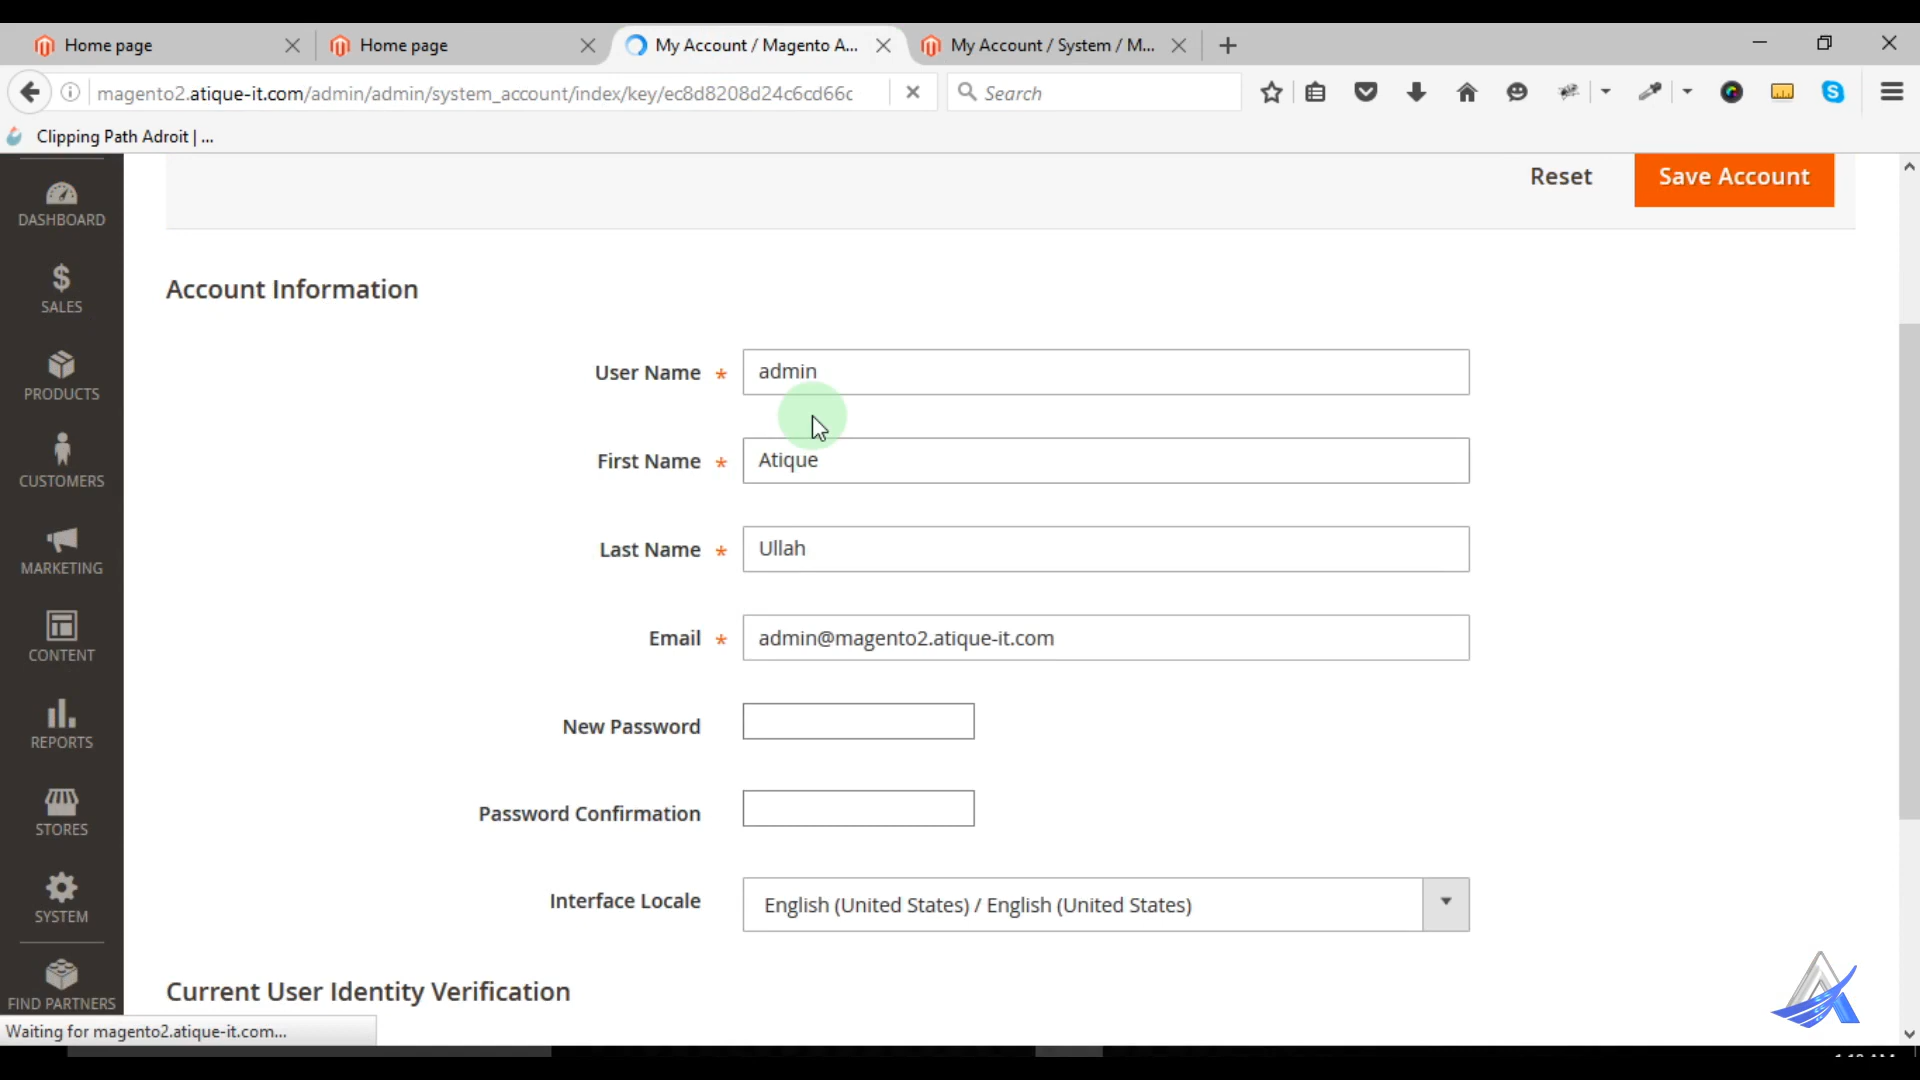 Home page
Home page
My Account / Magento A...
My Account / System / M...
magento2.atique-it.com/admin/admin/system_account/index/key/ec8d8208d24c6cd66c
Search
Clipping Path Adroit | ...
Reset
Save Account
DASHBOARD
SALES
PRODUCTS
CUSTOMERS
MARKETING
CONTENT
REPORTS
STORES
SYSTEM
FIND PARTNERS
Account Information
User Name * admin
First Name * Atique
Last Name * Ullah
Email * admin@magento2.atique-it.com
New Password
Password Confirmation
Interface Locale English (United States) / English (United States)
Current User Identity Verification
Waiting for magento2.atique-it.com...